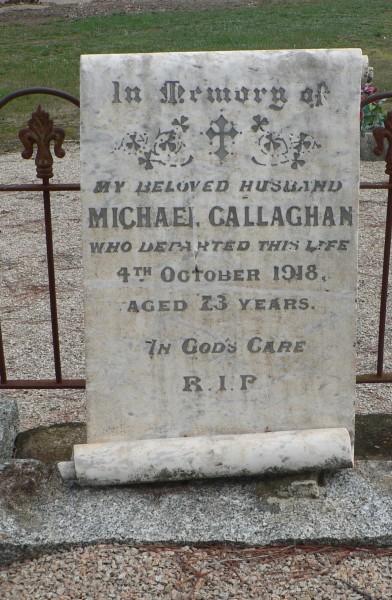 In Memory of
MY BELOVED HUSBAND
MICHAEL CALLAGHAN
WHO DEPARTED THIS LIFE
4TH OCTOBER 1918.
AGED 73 YEARS.
IN GOD'S CARE
R.I.P